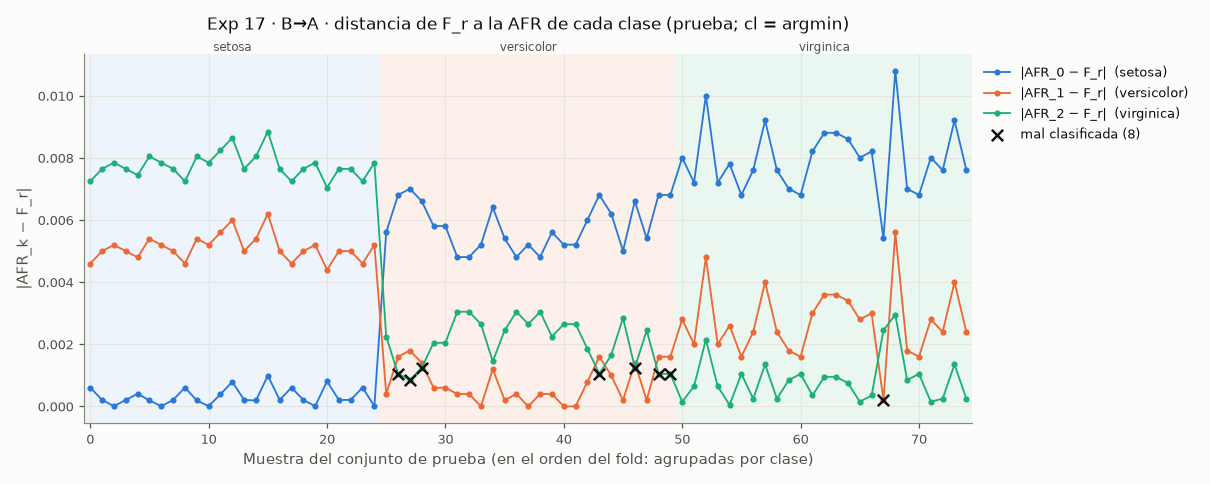 Exp 17 · B→A · distancia de F_r a la AFR de cada clase (prueba; cl = argmin)
setosa
versicolor
virginica
|AFR_0 − F_r| (setosa)
|AFR_1 − F_r| (versicolor)
|AFR_2 − F_r| (virginica)
mal clasificada (8)
|AFR_k − F_r|
0.010
0.008
0.006
0.004
0.002
0.000
0
10
20
30
40
50
60
70
Muestra del conjunto de prueba (en el orden del fold: agrupadas por clase)